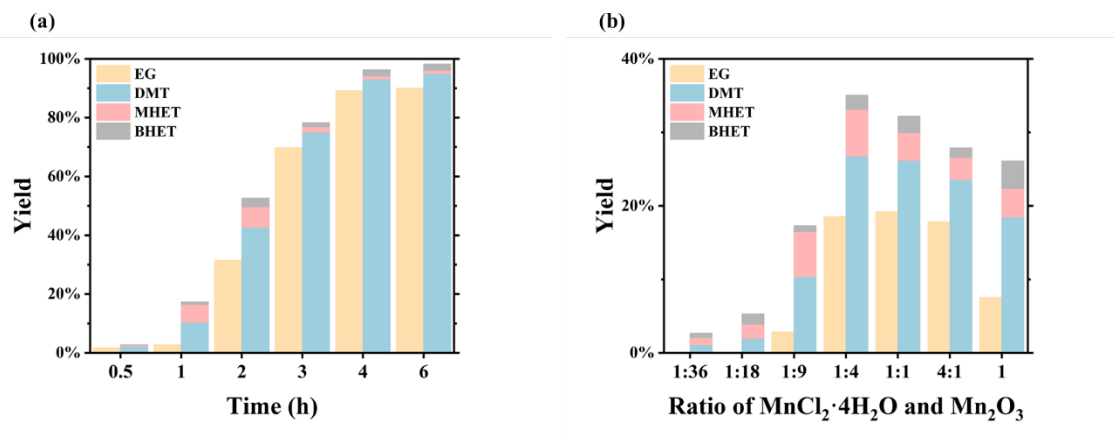 (a)
100%
80%
60%
40%
20%
0%
Yield
EG
DMT
MHET
BHET
0.5 1 2 3 4 6
Time (h)
(b)
40%
20%
0%
Yield
EG
DMT
MHET
BHET
1:36 1:18 1:9 1:4 1:1 4:1 1
Ratio of MnCl₂·4H₂O and Mn₂O₃